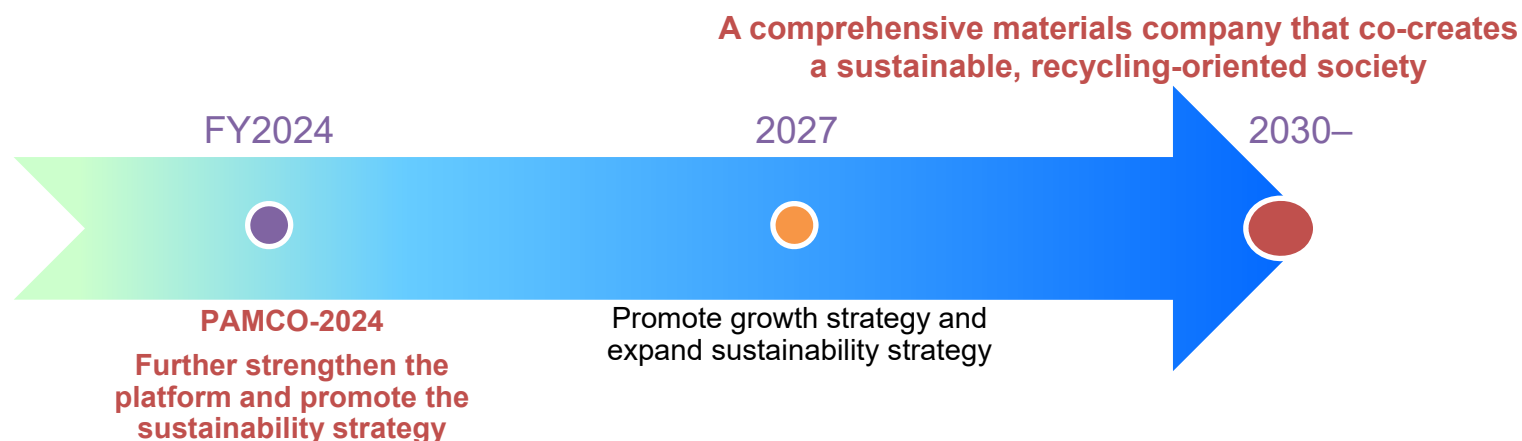 A comprehensive materials company that co-creates
a sustainable, recycling-oriented society
FY2024
2027
2030–
PAMCO-2024
Further strengthen the
platform and promote the
sustainability strategy
Promote growth strategy and
expand sustainability strategy